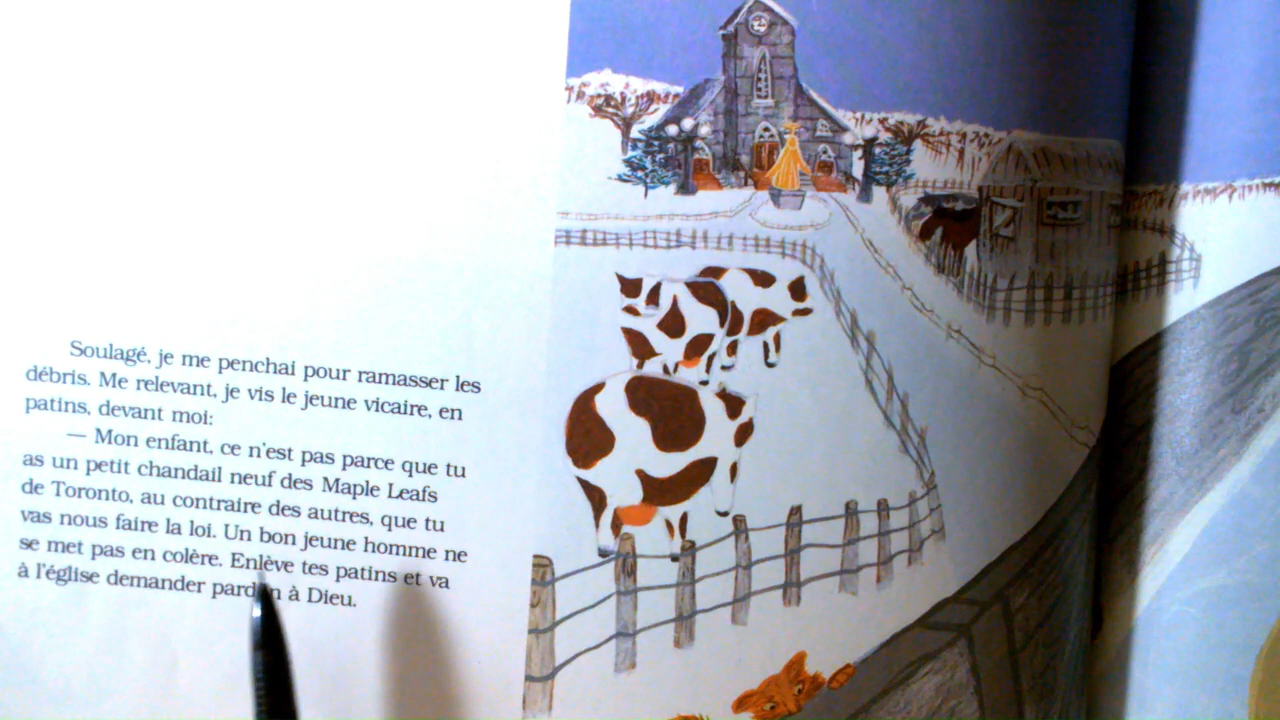 Soulagé, je me penchai pour ramasser les
débris. Me relevant, je vis le jeune vicaire, en
patins, devant moi:
— Mon enfant, ce n'est pas parce que tu
as un petit chandail neuf des Maple Leafs
de Toronto, au contraire des autres, que tu
vas nous faire la loi. Un bon jeune homme ne
se met pas en colère. Enlève tes patins et va
à l'église demander pardon à Dieu.